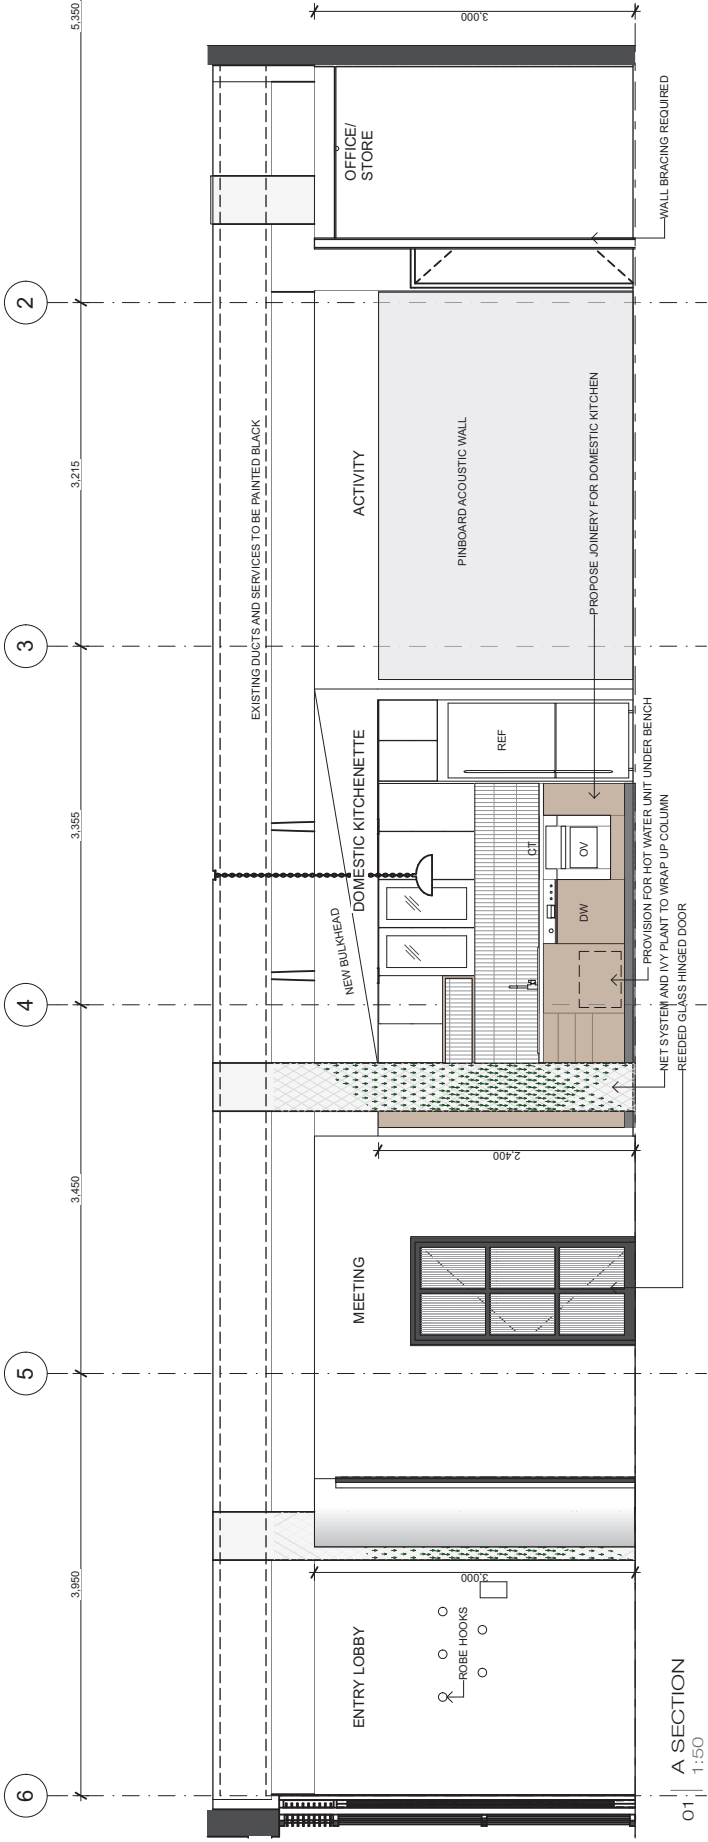 6
5
4
3
2
3,950
3,450
3,355
3,215
5,350
EXISTING DUCTS AND SERVICES TO BE PAINTED BLACK
ENTRY LOBBY
ROBE HOOKS
3,000
MEETING
2,400
NEW BULKHEAD
DOMESTIC KITCHENETTE
CT
DW
OV
REF
ACTIVITY
PINBOARD ACOUSTIC WALL
OFFICE/
STORE
3,000
PROPOSE JOINERY FOR DOMESTIC KITCHEN
WALL BRACING REQUIRED
PROVISION FOR HOT WATER UNIT UNDER BENCH
NET SYSTEM AND IVY PLANT TO WRAP UP COLUMN
REEDED GLASS HINGED DOOR
01 A SECTION
1:50